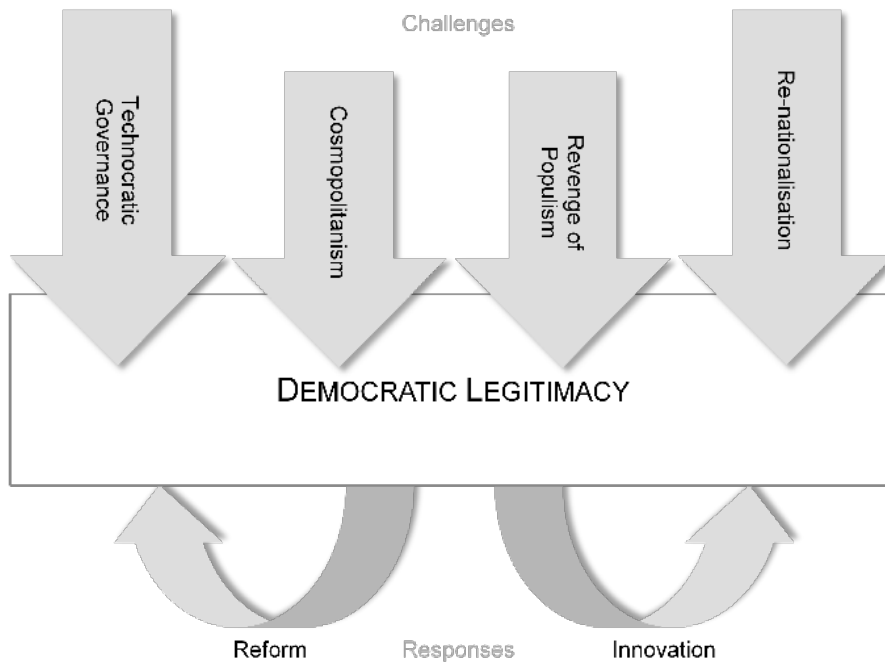 Challenges
Technocratic
Governance
Cosmopolitanism
Revenge of
Populism
Re-nationalisation
DEMOCRATIC LEGITIMACY
Reform
Responses
Innovation